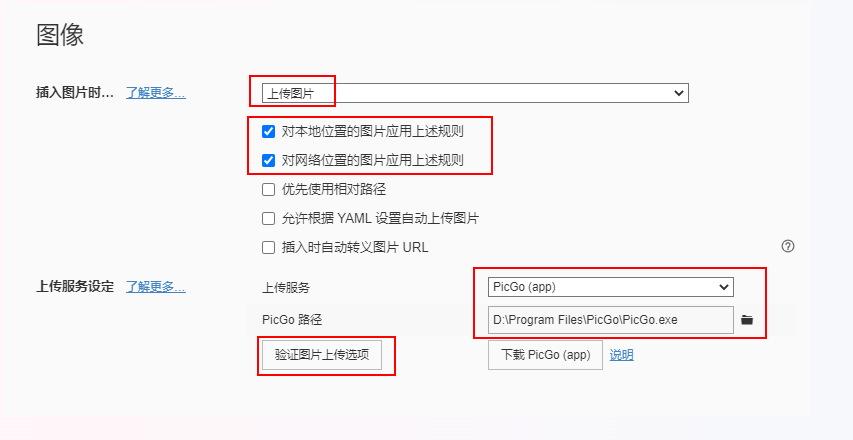 图像
插入图片时... 了解更多... 上传图片
对本地位置的图片应用上述规则
对网络位置的图片应用上述规则
优先使用相对路径
允许根据 YAML 设置自动上传图片
插入时自动转义图片 URL
上传服务设定 了解更多... 上传服务 PicGo (app)
PicGo 路径 D:\Program Files\PicGo\PicGo.exe
验证图片上传选项 下载 PicGo (app) 说明